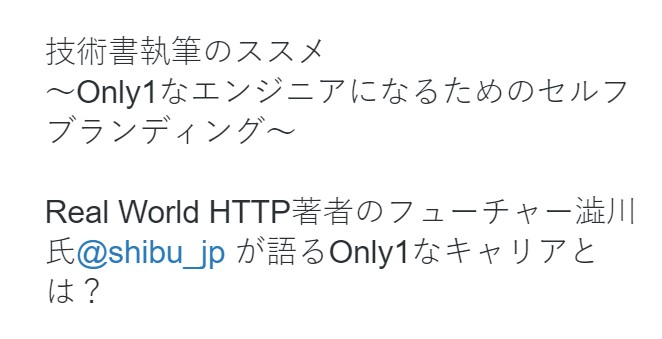 技術書執筆のススメ
〜Only1なエンジニアになるためのセルフ
ブランディング〜
Real World HTTP著者のフューチャー澁川
氏@shibu_jp が語るOnly1なキャリアと
は？